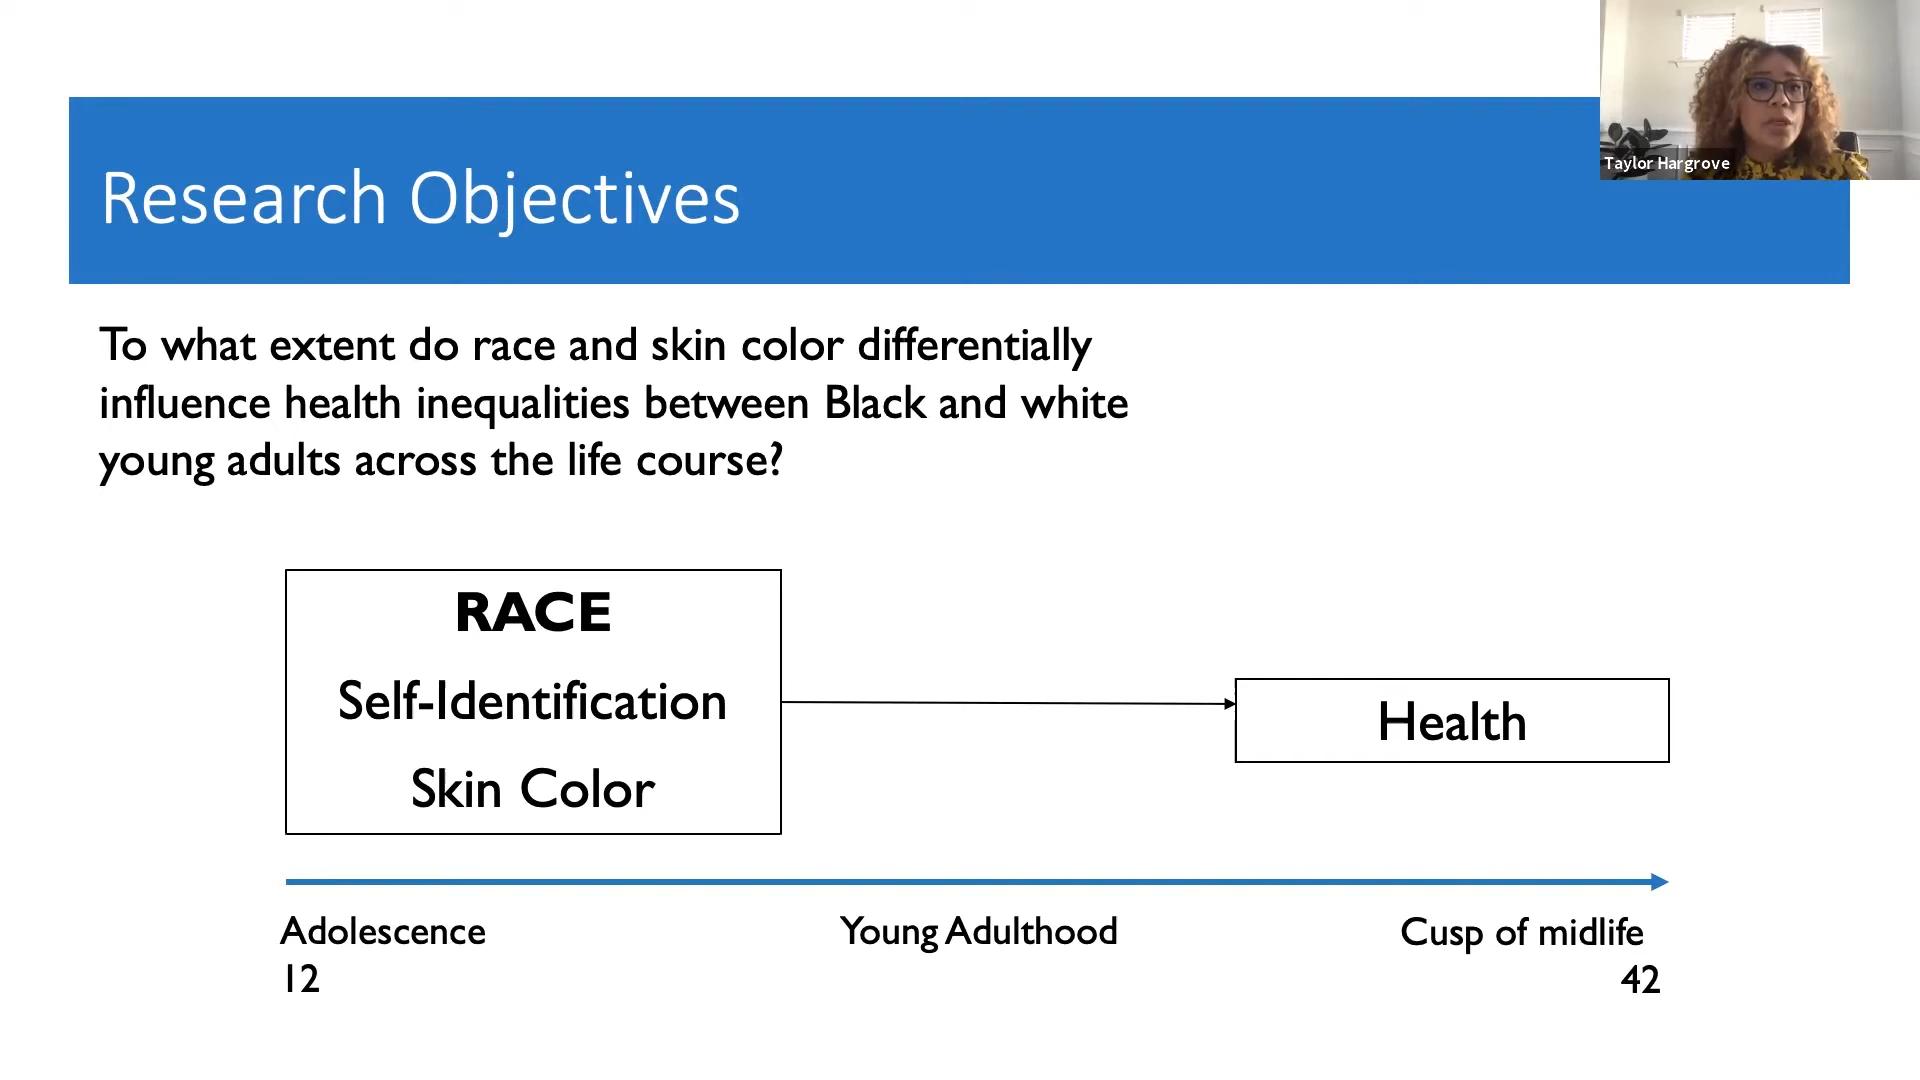 Taylor Hargrove
Research Objectives
To what extent do race and skin color differentially
influence health inequalities between Black and white
young adults across the life course?
RACE
Self-Identification
Skin Color
Health
Adolescence
12
Young Adulthood
Cusp of midlife
42